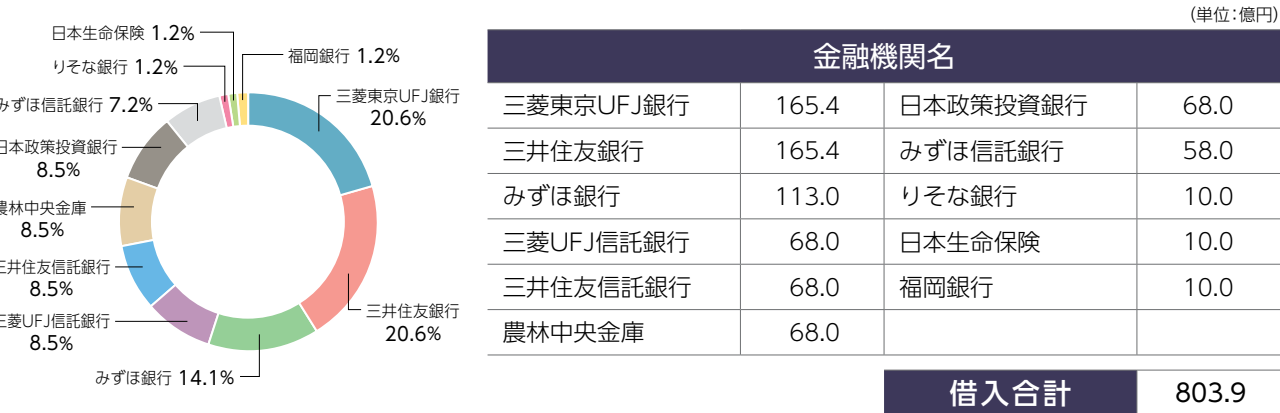 日本生命保険 1.2%
りそな銀行 1.2%
みずほ信託銀行 7.2%
日本政策投資銀行
8.5%
農林中央金庫
8.5%
三井住友信託銀行
8.5%
三菱UFJ信託銀行
8.5%
みずほ銀行 14.1%
福岡銀行 1.2%
三菱東京UFJ銀行
20.6%
三井住友銀行
20.6%
(単位:億円)
金融機関名
三菱東京UFJ銀行 165.4 日本政策投資銀行 68.0
三井住友銀行 165.4 みずほ信託銀行 58.0
みずほ銀行 113.0 りそな銀行 10.0
三菱UFJ信託銀行 68.0 日本生命保険 10.0
三井住友信託銀行 68.0 福岡銀行 10.0
農林中央金庫 68.0
借入合計 803.9